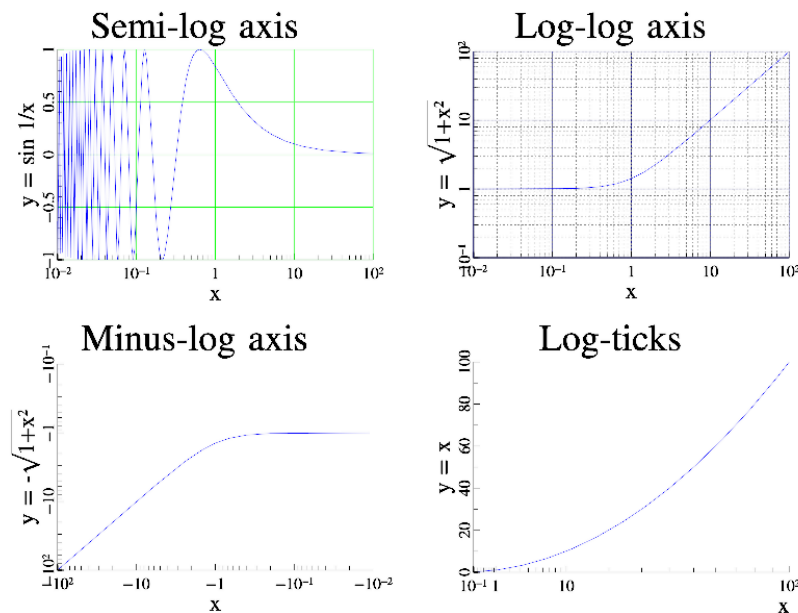 Semi-log axis
1
0.5
0
-0.5
-1
y = sin 1/x
10⁻² 10⁻¹ 1 10 10²
x
Log-log axis
10²
10
1
10⁻¹
y = √1+x²
10⁻² 10⁻¹ 1 10 10²
x
Minus-log axis
-10⁻¹
-1
-10
y = -√1+x²
-10² -10 -1 -10⁻¹ -10⁻²
x
Log-ticks
100
80
60
40
20
0
y = x
10⁻¹ 1 10 10²
x